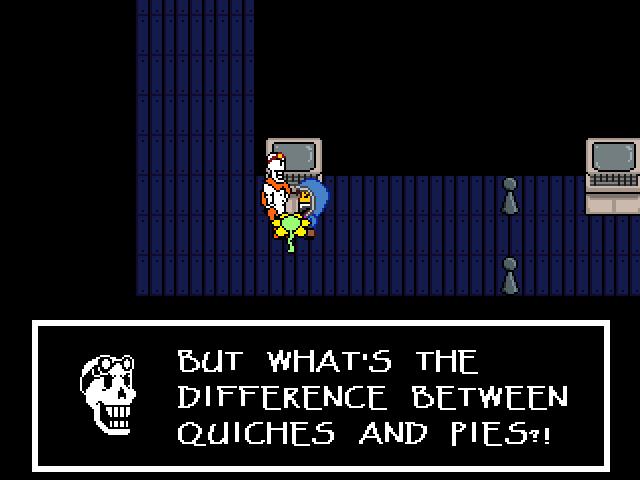 BUT WHAT'S THE
DIFFERENCE BETWEEN
QUICHES AND PIES?!